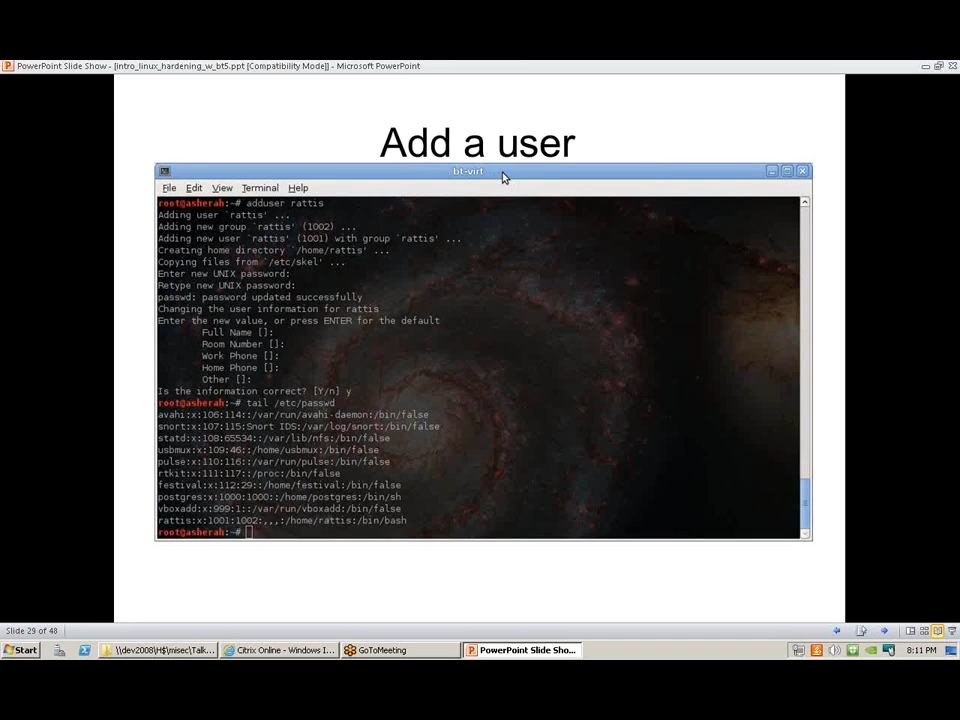 PowerPoint Slide Show - [intro_linux_hardening_w_bt5.ppt [Compatibility Mode]] - Microsoft PowerPoint
Add a user
bt-virt
File Edit View Terminal Help
root@asherah:~# adduser rattis
Adding user `rattis' ...
Adding new group `rattis' (1002) ...
Adding new user `rattis' (1001) with group `rattis' ...
Creating home directory `/home/rattis' ...
Copying files from `/etc/skel' ...
Enter new UNIX password:
Retype new UNIX password:
passwd: password updated successfully
Changing the user information for rattis
Enter the new value, or press ENTER for the default
Full Name []:
Room Number []:
Work Phone []:
Home Phone []:
Other []:
Is the information correct? [Y/n] y
root@asherah:~# tail /etc/passwd
avahi:x:106:114::/var/run/avahi-daemon:/bin/false
snort:x:107:115:Snort IDS:/var/log/snort:/bin/false
statd:x:108:65534::/var/lib/nfs:/bin/false
usbmux:x:109:46::/home/usbmux:/bin/false
pulse:x:110:116::/var/run/pulse:/bin/false
rtkit:x:111:117::/proc:/bin/false
festival:x:112:29::/home/festival:/bin/false
postgres:x:1000:1000::/home/postgres:/bin/sh
vboxadd:x:999:1::/var/run/vboxadd:/bin/false
rattis:x:1001:1002:,,,:/home/rattis:/bin/bash
root@asherah:~#
Slide 29 of 48
Start \\dev2008\H$\misec\Talk... Citrix Online - Windows I... GoToMeeting PowerPoint Slide Sho... 8:11 PM